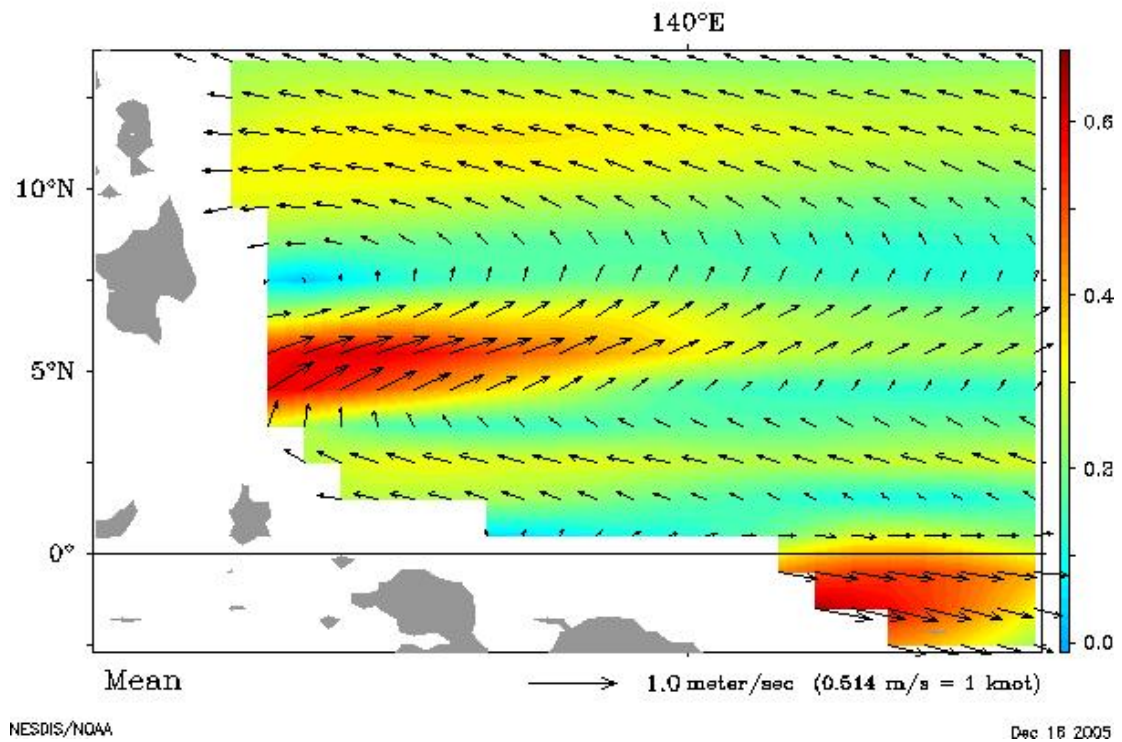 140°E
10°N
5°N
0°
0.6
0.4
0.2
0.0
Mean
1.0 meter/sec (0.514 m/s = 1 knot)
NESDIS/NOAA
Dec 16 2005